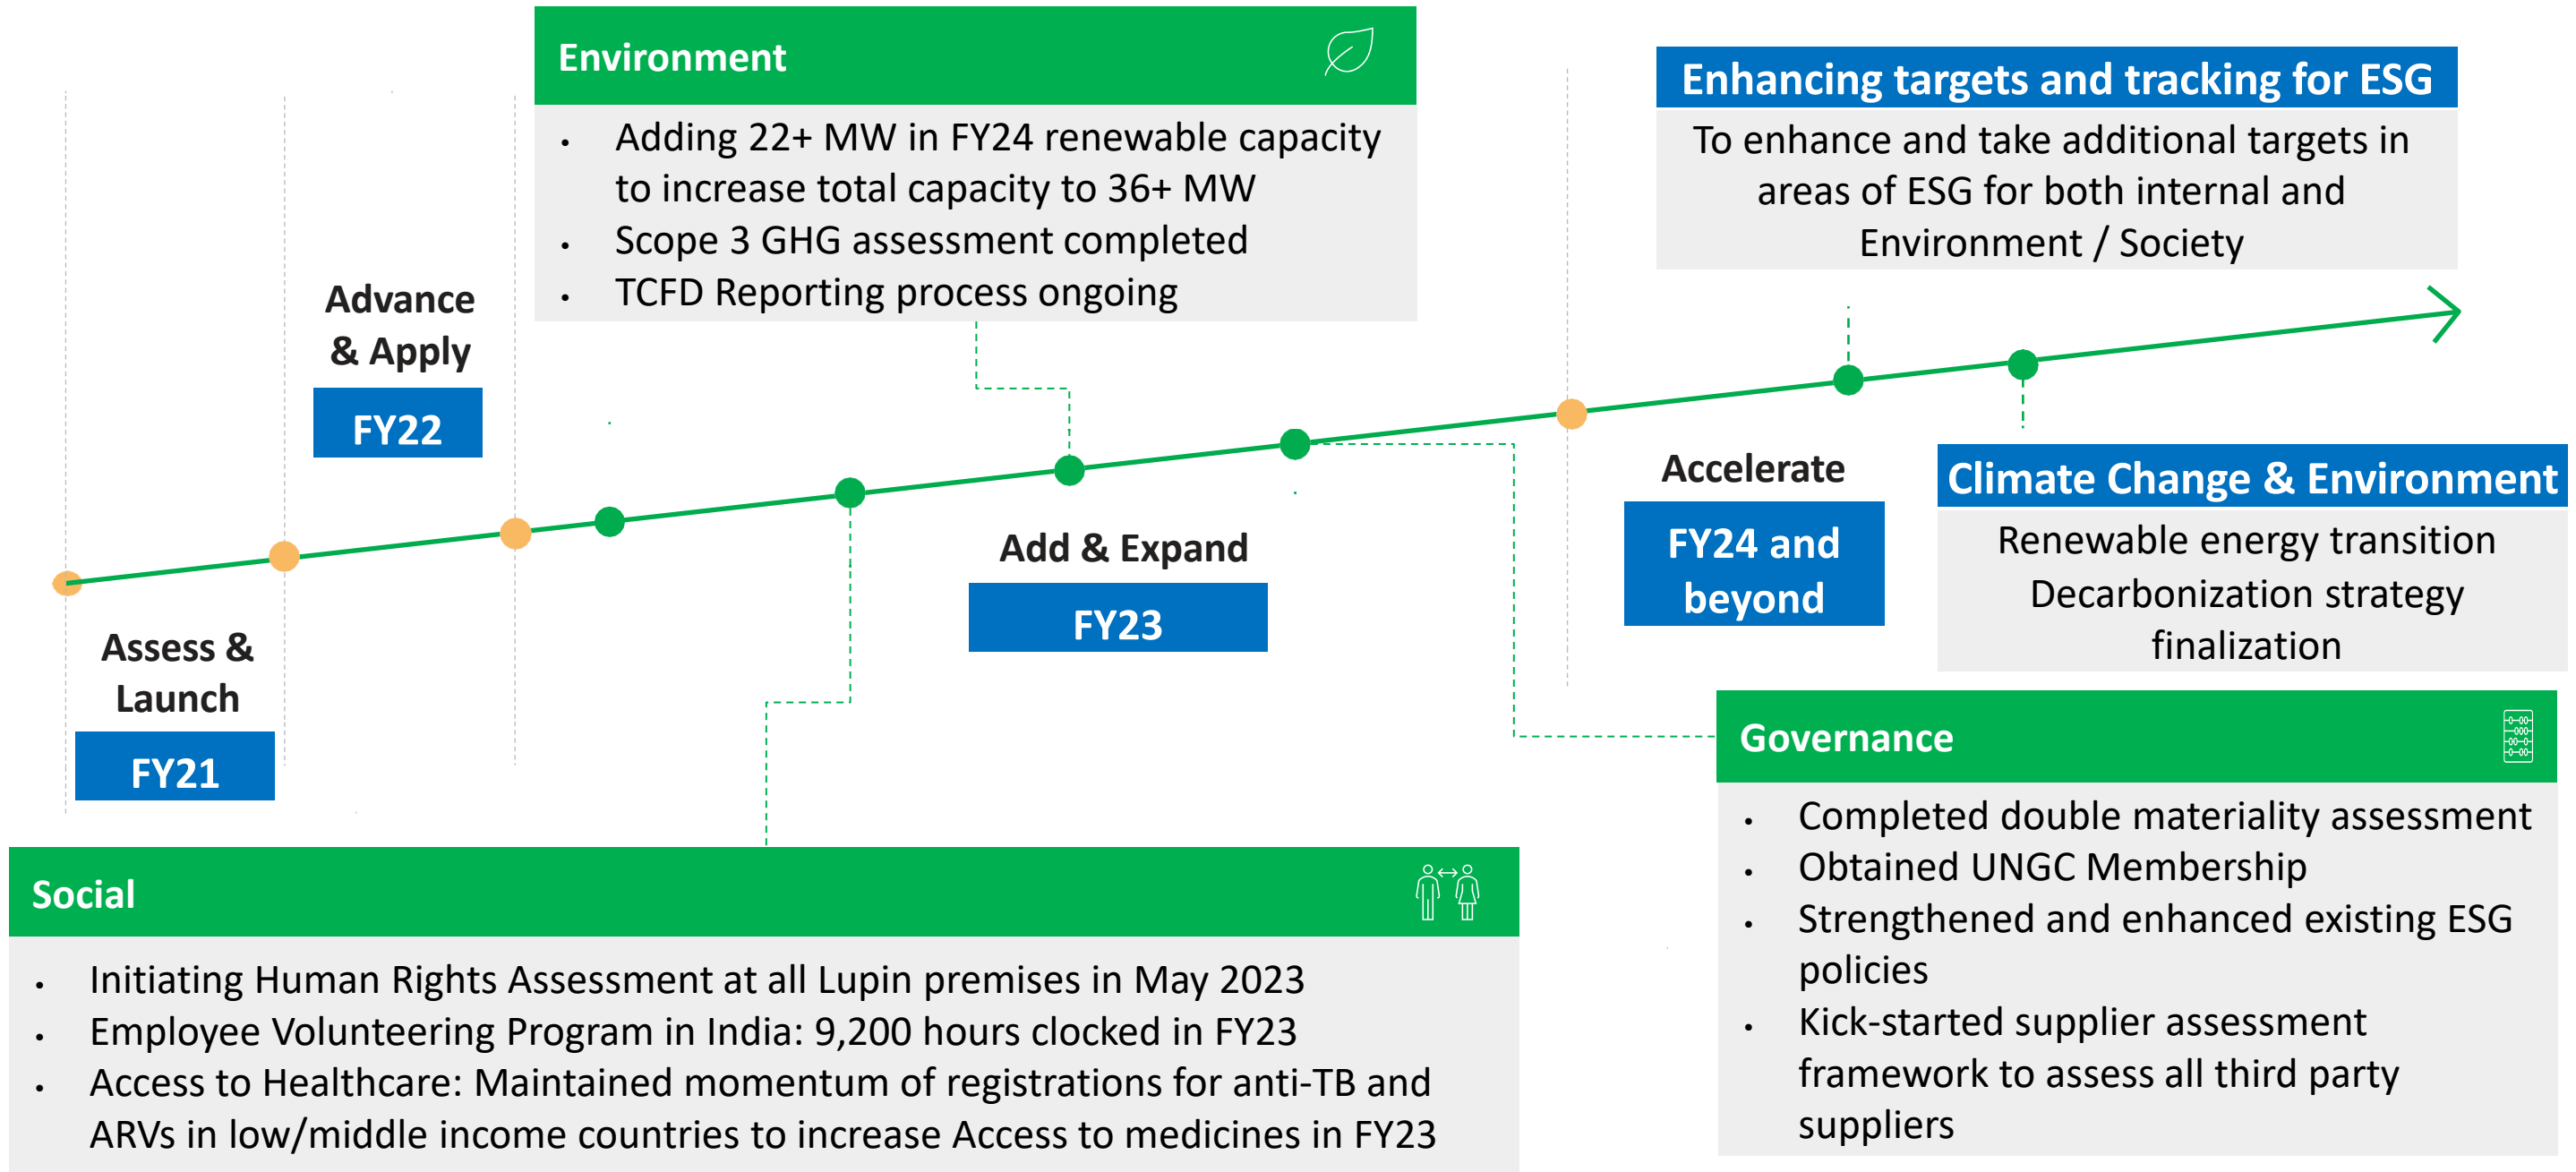 Environment
• Adding 22+ MW in FY24 renewable capacity
to increase total capacity to 36+ MW
• Scope 3 GHG assessment completed
• TCFD Reporting process ongoing
Enhancing targets and tracking for ESG
To enhance and take additional targets in
areas of ESG for both internal and
Environment / Society
Advance
& Apply
FY22
Assess &
Launch
FY21
Add & Expand
FY23
Accelerate
FY24 and
beyond
Climate Change & Environment
Renewable energy transition
Decarbonization strategy
finalization
Governance
• Completed double materiality assessment
• Obtained UNGC Membership
• Strengthened and enhanced existing ESG
policies
• Kick-started supplier assessment
framework to assess all third party
suppliers
Social
• Initiating Human Rights Assessment at all Lupin premises in May 2023
• Employee Volunteering Program in India: 9,200 hours clocked in FY23
• Access to Healthcare: Maintained momentum of registrations for anti-TB and
ARVs in low/middle income countries to increase Access to medicines in FY23